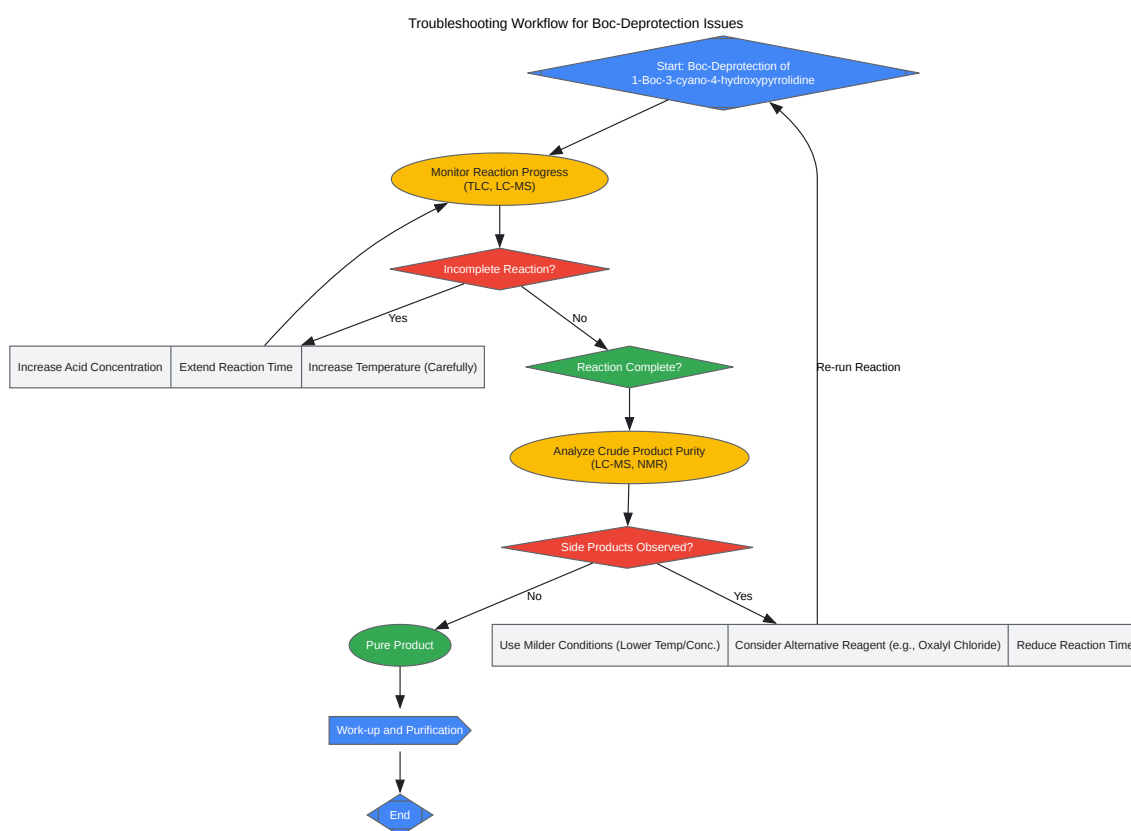 Troubleshooting Workflow for Boc-Deprotection Issues
Start: Boc-Deprotection of
1-Boc-3-cyano-4-hydroxypyrrolidine
Monitor Reaction Progress
(TLC, LC-MS)
Incomplete Reaction?
Yes
No
Increase Acid Concentration
Extend Reaction Time
Increase Temperature (Carefully)
Reaction Complete?
Re-run Reaction
Analyze Crude Product Purity
(LC-MS, NMR)
Side Products Observed?
No
Yes
Pure Product
Use Milder Conditions (Lower Temp/Conc.)
Consider Alternative Reagent (e.g., Oxalyl Chloride)
Reduce Reaction Time
Work-up and Purification
End